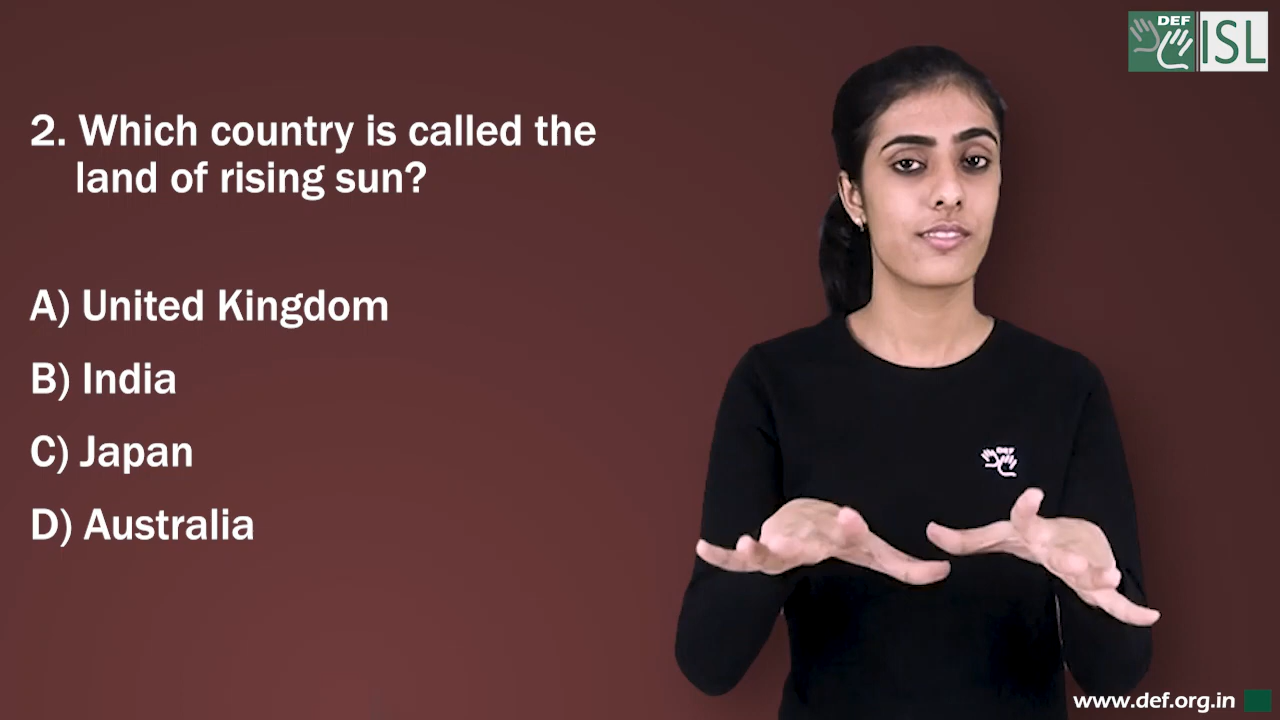 DEF
ISL
2. Which country is called the
land of rising sun?
A) United Kingdom
B) India
C) Japan
D) Australia
DEF
www.def.org.in